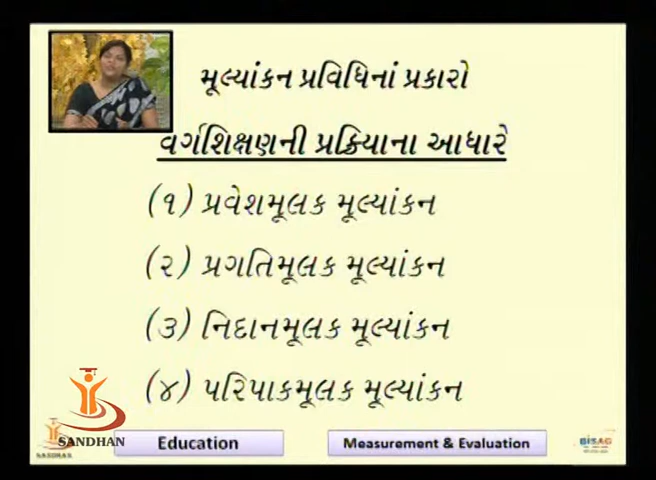 મૂલ્યાંકન પ્રવિધિનાં પ્રકારો
વર્ગશિક્ષણની પ્રક્રિયાના આધારે
(૧) પ્રવેશમૂલક મૂલ્યાંકન
(૨) પ્રગતિમૂલક મૂલ્યાંકન
(૩) નિદાનમૂલક મૂલ્યાંકન
(૪) પરિપાકમૂલક મૂલ્યાંકન
SANDHAN
SANDHAN
Education
Measurement & Evaluation
BISAG